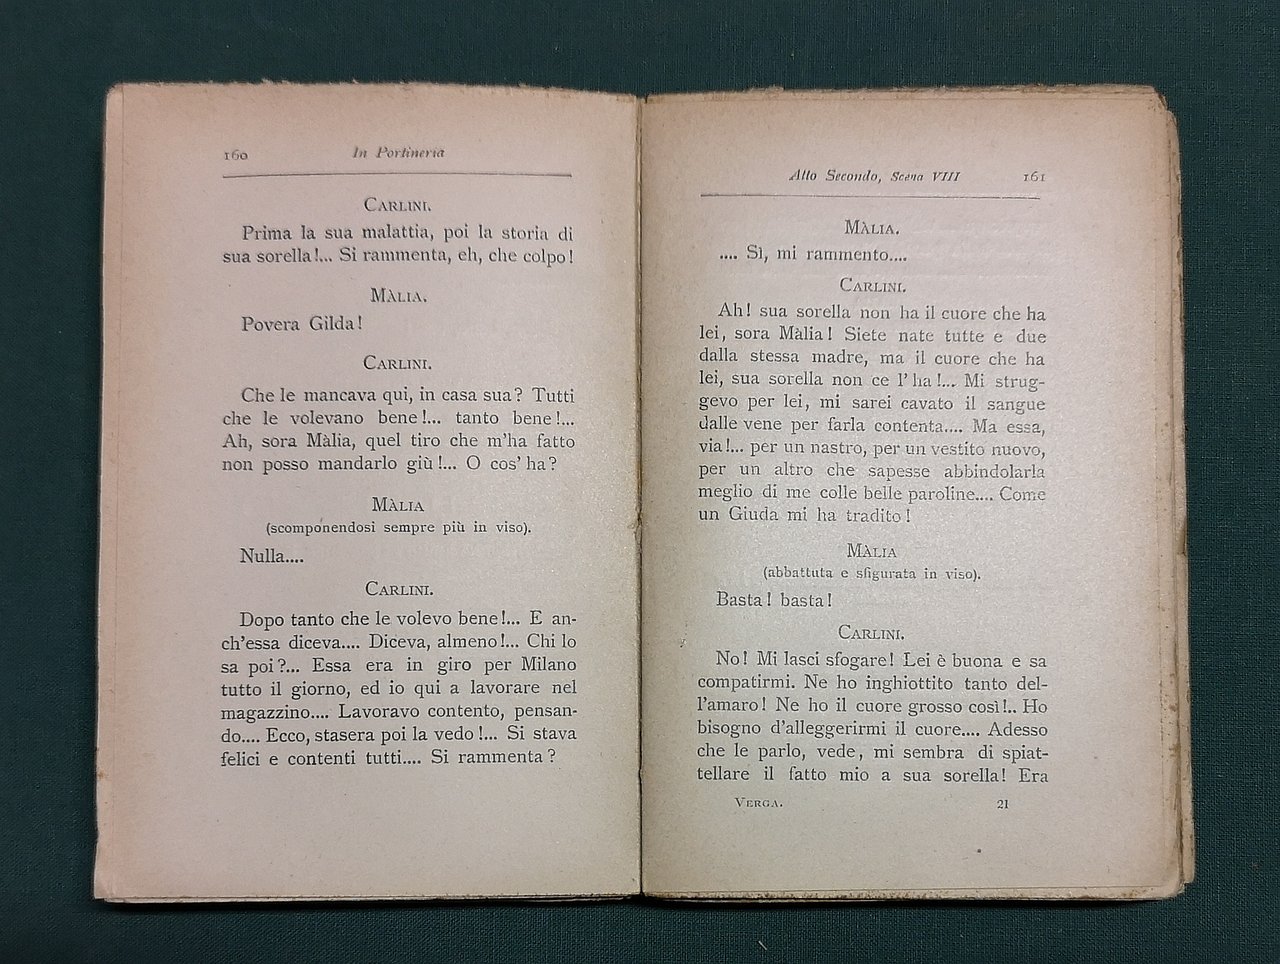 160 In Portineria
CARLINI.
Prima la sua malattia, poi la storia di
sua sorella!... Si rammenta, eh, che colpo!
MÀLIA.
Povera Gilda!
CARLINI.
Che le mancava qui, in casa sua? Tutti
che le volevano bene!... tanto bene!...
Ah, sora Màlia, quel tiro che m'ha fatto
non posso mandarlo giù!... O cos' ha?
MÀLIA
(scomponendosi sempre più in viso).
Nulla....
CARLINI.
Dopo tanto che le volevo bene!... E an-
ch'essa diceva.... Diceva, almeno!... Chi lo
sa poi?... Essa era in giro per Milano
tutto il giorno, ed io qui a lavorare nel
magazzino.... Lavoravo contento, pensan-
do.... Ecco, stasera poi la vedo!... Si stava
felici e contenti tutti.... Si rammenta?
Atto Secondo, Scena VIII 161
MÀLIA.
.... Sì, mi rammento....
CARLINI.
Ah! sua sorella non ha il cuore che ha
lei, sora Màlia! Siete nate tutte e due
dalla stessa madre, ma il cuore che ha
lei, sua sorella non ce l' ha!... Mi strug-
gevo per lei, mi sarei cavato il sangue
dalle vene per farla contenta.... Ma essa,
via!... per un nastro, per un vestito nuovo,
per un altro che sapesse abbindolarla
meglio di me colle belle paroline.... Come
un Giuda mi ha tradito!
MÀLIA
(abbattuta e sfigurata in viso).
Basta! basta!
CARLINI.
No! Mi lasci sfogare! Lei è buona e sa
compatirmi. Ne ho inghiottito tanto del-
l'amaro! Ne ho il cuore grosso così!.. Ho
bisogno d'alleggerirmi il cuore.... Adesso
che le parlo, vede, mi sembra di spiat-
tellare il fatto mio a sua sorella! Era
VERGA. 21